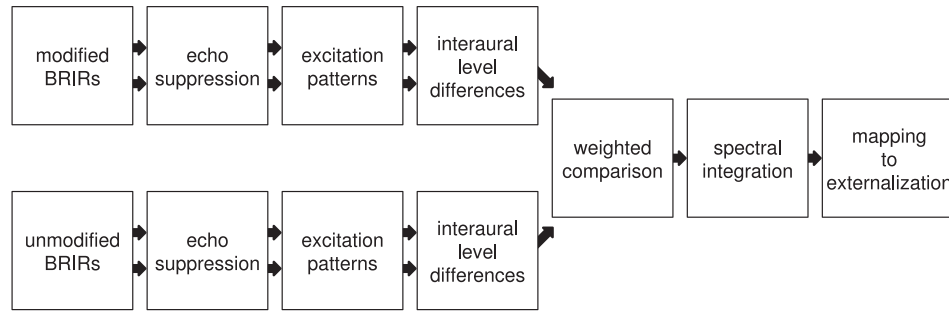 modified
BRIRs
echo
suppression
excitation
patterns
interaural
level
differences
weighted
comparison
spectral
integration
mapping
to
externalization
unmodified
BRIRs
echo
suppression
excitation
patterns
interaural
level
differences